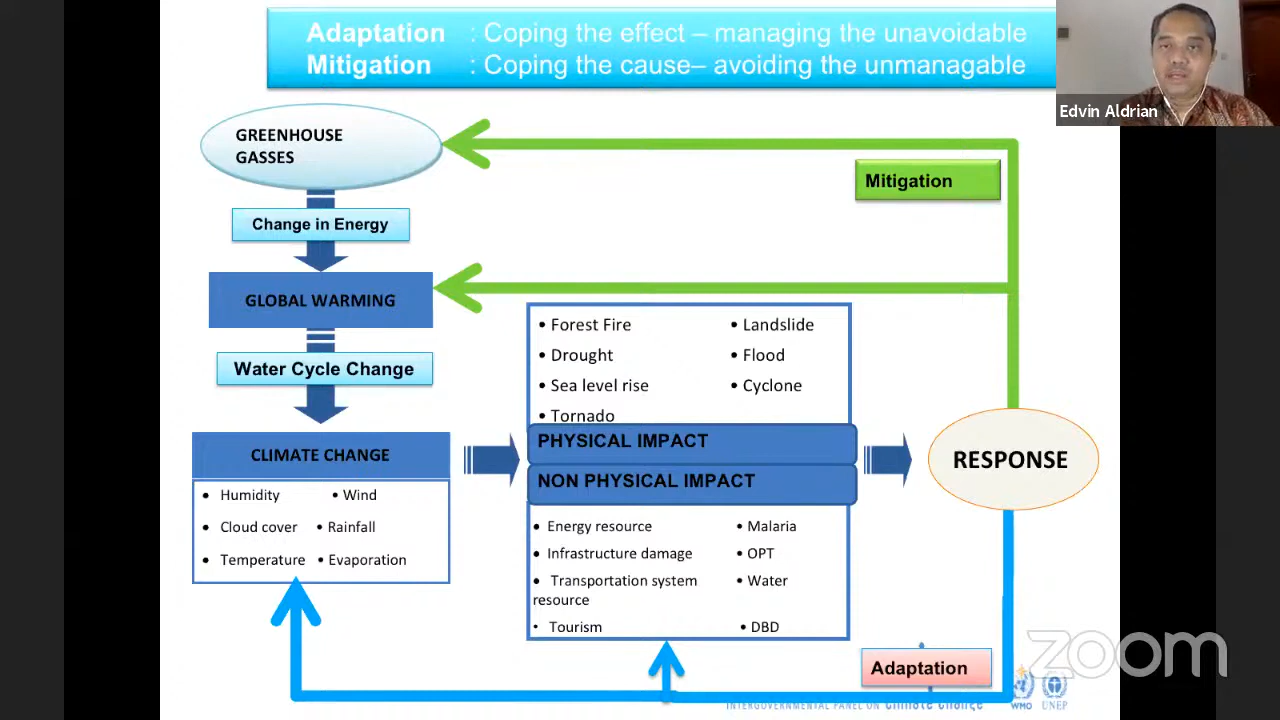 Adaptation : Coping the effect – managing the unavoidable
Mitigation : Coping the cause– avoiding the unmanagable
Edvin Aldrian
GREENHOUSE
GASSES
Mitigation
Change in Energy
GLOBAL WARMING
Water Cycle Change
• Forest Fire • Landslide
• Drought • Flood
• Sea level rise • Cyclone
• Tornado
PHYSICAL IMPACT
NON PHYSICAL IMPACT
CLIMATE CHANGE
• Humidity • Wind
• Cloud cover • Rainfall
• Temperature • Evaporation
RESPONSE
• Energy resource • Malaria
• Infrastructure damage • OPT
• Transportation system • Water
resource
• Tourism • DBD
Adaptation
zoom
INTERGOVERNMENTAL PANEL ON Climate Change
WMO UNEP